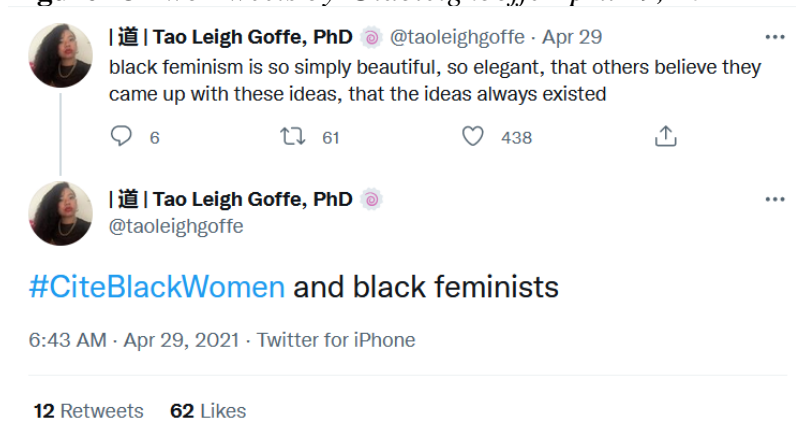 | 道 | Tao Leigh Goffe, PhD 🍥 @taoleighgoffe · Apr 29
black feminism is so simply beautiful, so elegant, that others believe they
came up with these ideas, that the ideas always existed
6 61 438
| 道 | Tao Leigh Goffe, PhD 🍥
@taoleighgoffe
#CiteBlackWomen and black feminists
6:43 AM · Apr 29, 2021 · Twitter for iPhone
12 Retweets 62 Likes